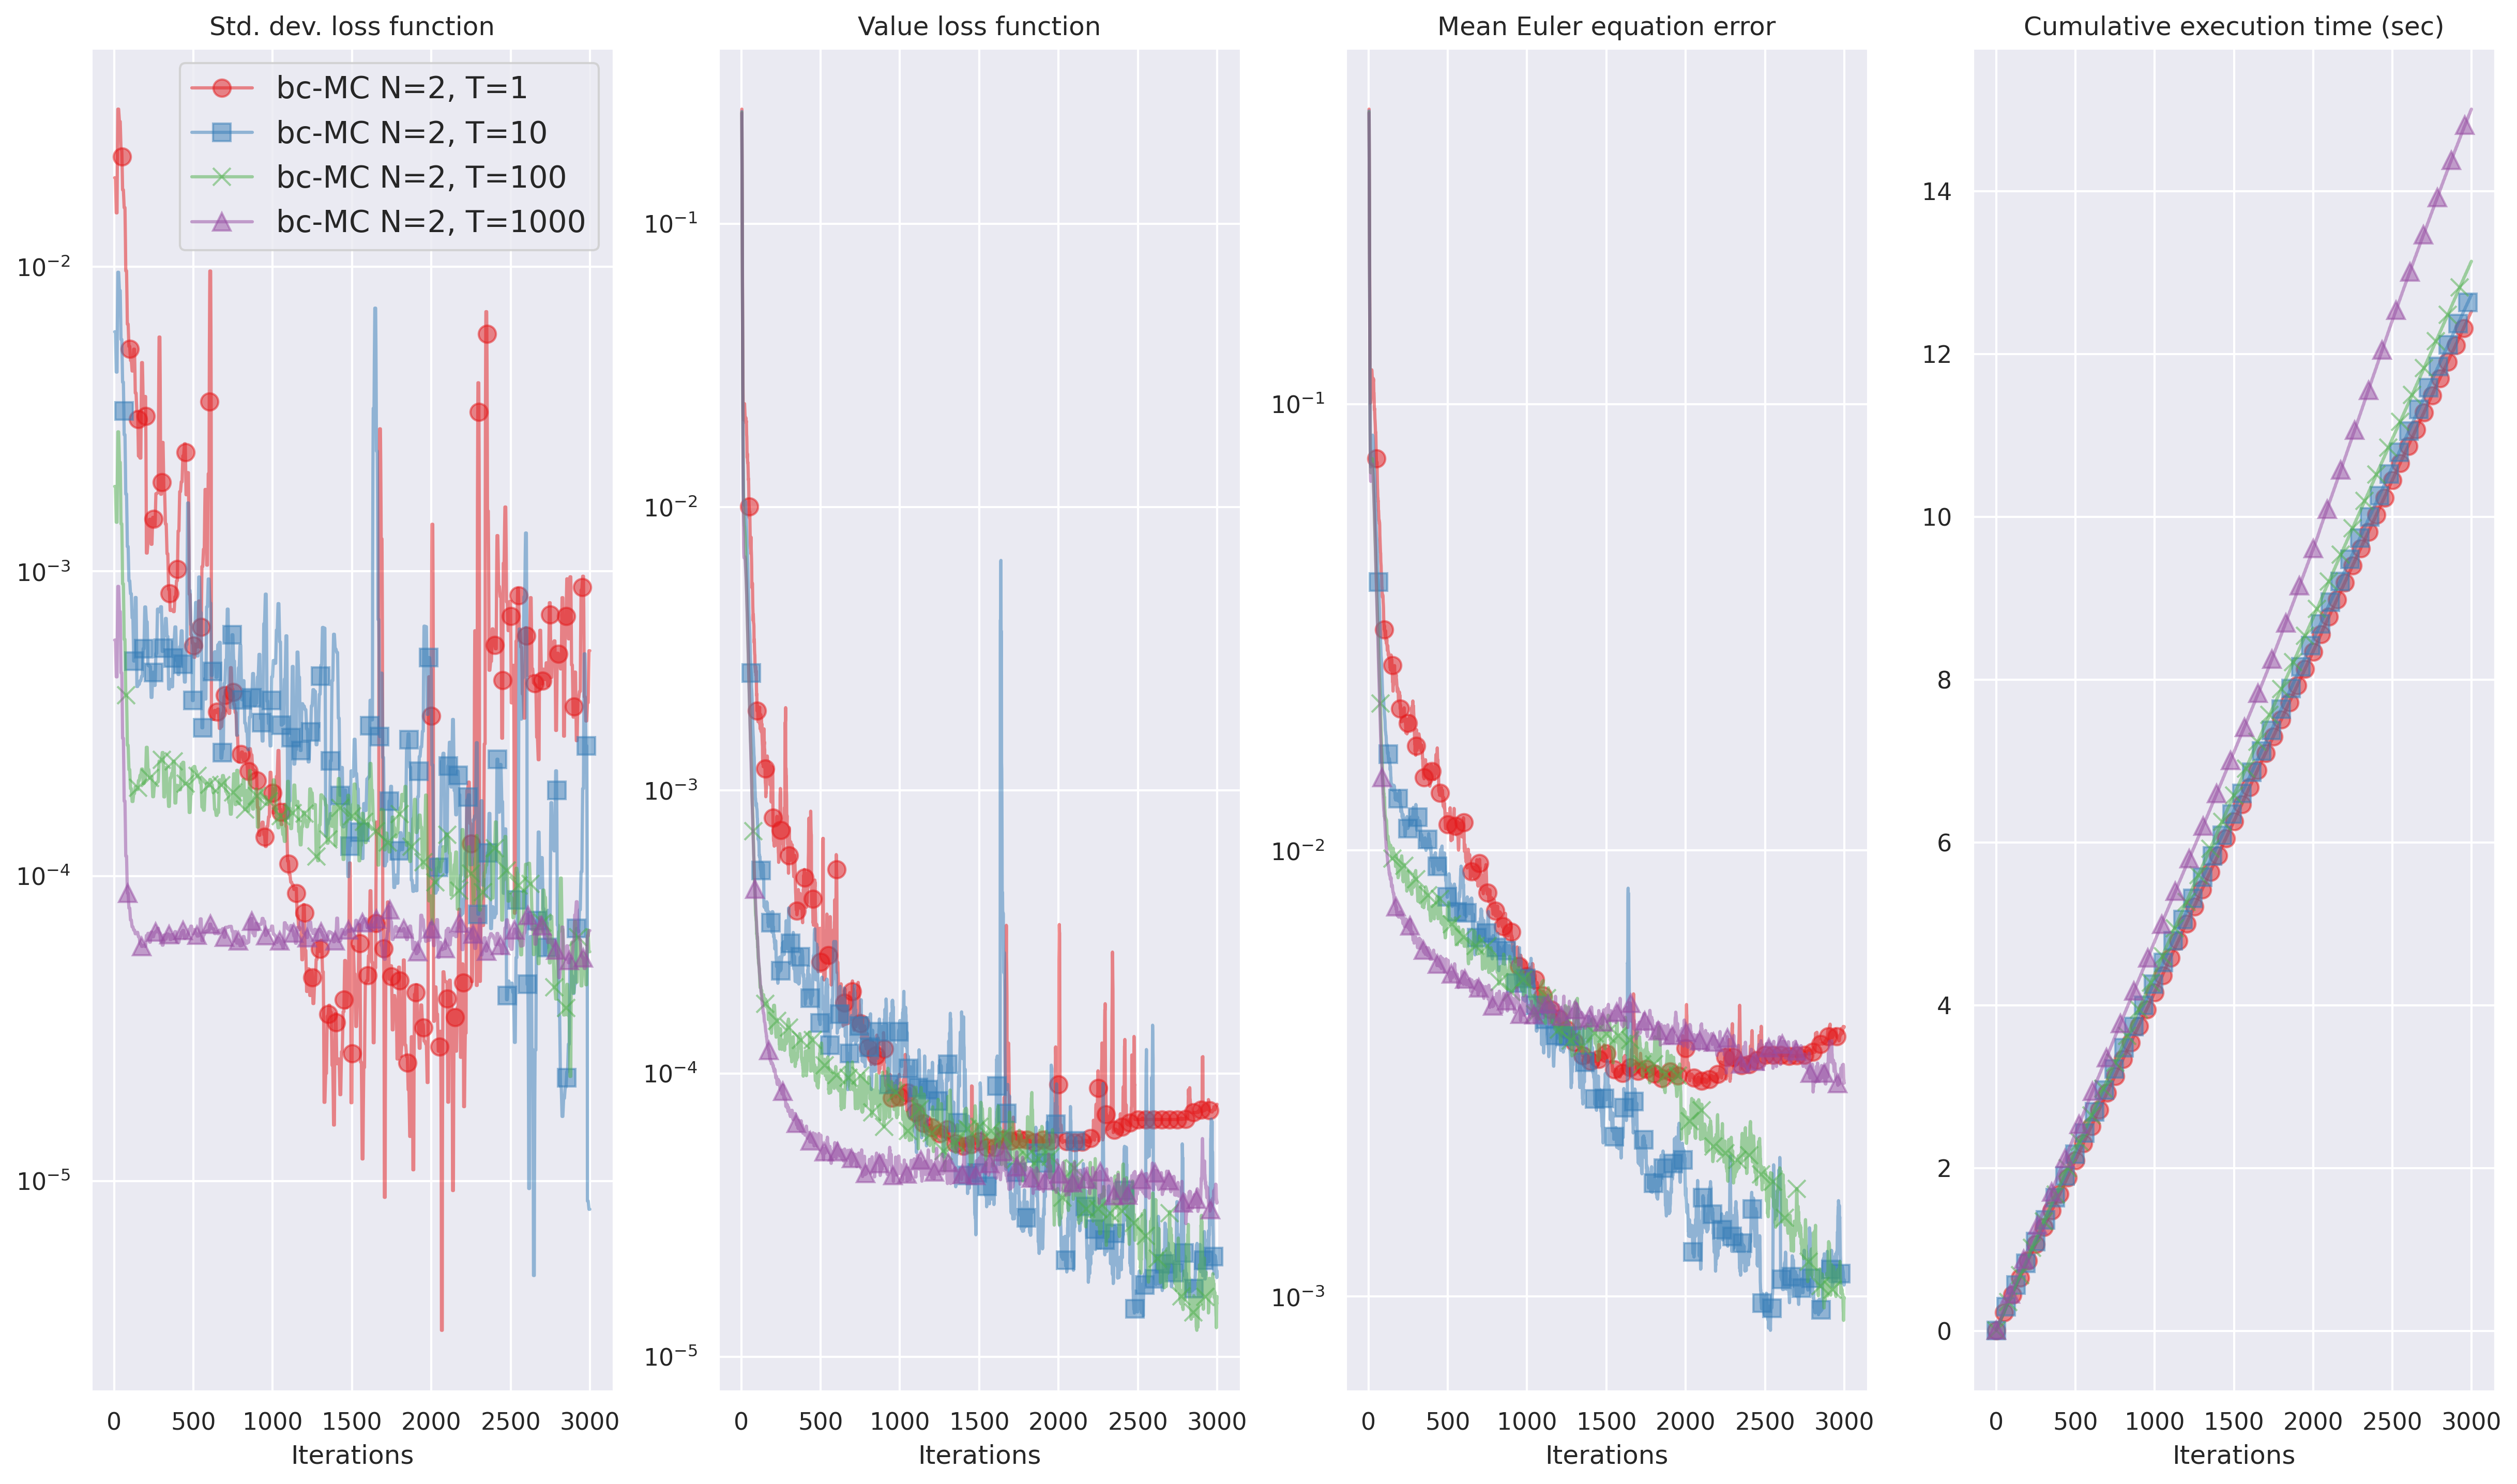 Std. dev. loss function
bc-MC N=2, T=1
bc-MC N=2, T=10
bc-MC N=2, T=100
bc-MC N=2, T=1000
10⁻²
10⁻³
10⁻⁴
10⁻⁵
0 500 1000 1500 2000 2500 3000
Iterations
Value loss function
10⁻¹
10⁻²
10⁻³
10⁻⁴
10⁻⁵
0 500 1000 1500 2000 2500 3000
Iterations
Mean Euler equation error
10⁻¹
10⁻²
10⁻³
0 500 1000 1500 2000 2500 3000
Iterations
Cumulative execution time (sec)
14
12
10
8
6
4
2
0
0 500 1000 1500 2000 2500 3000
Iterations